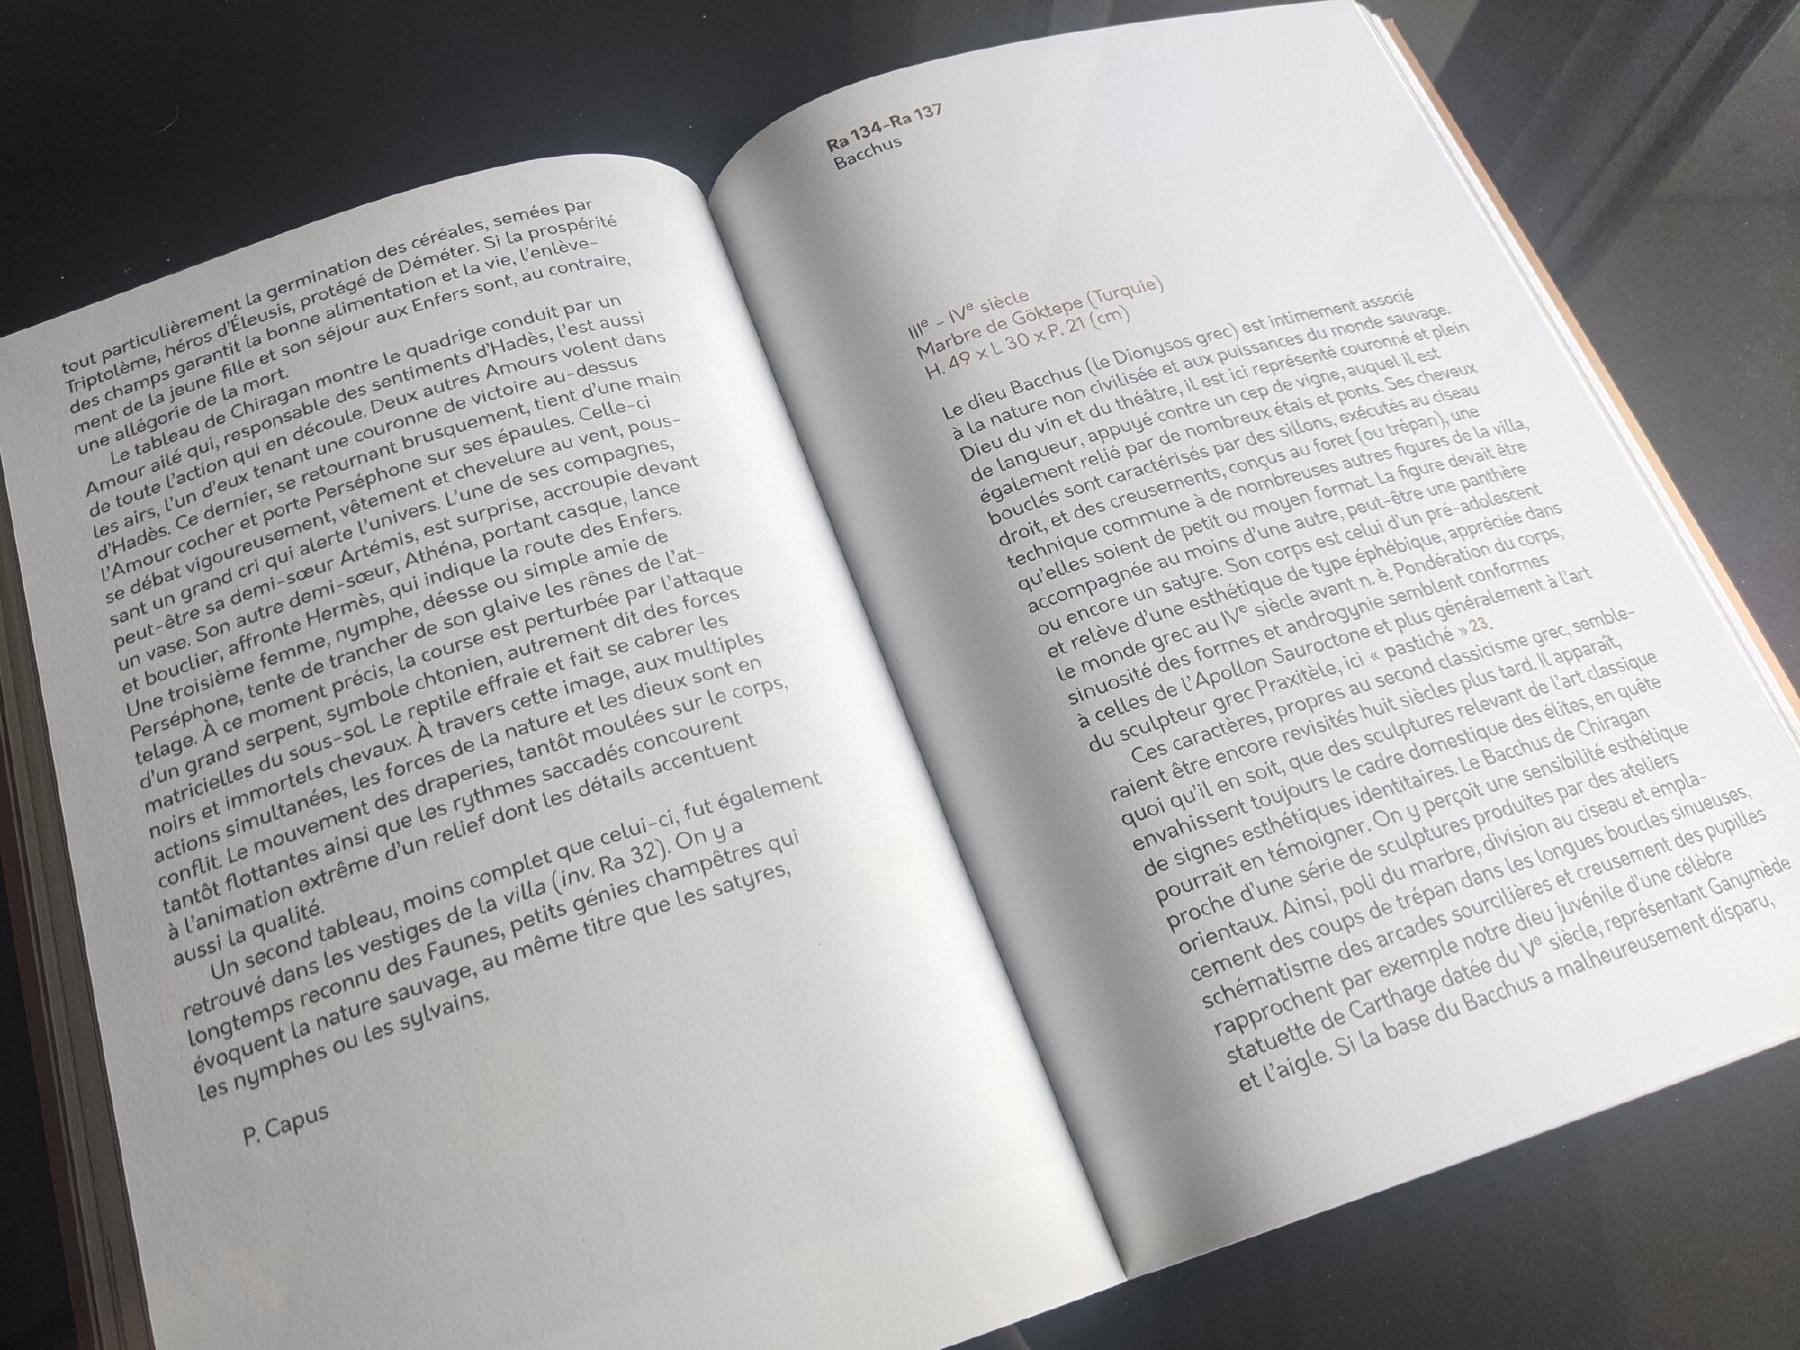 tout particulièrement la germination des céréales, semées par
Triptolème, héros d'Éleusis, protégé de Déméter. Si la prospérité
des champs garantit la bonne alimentation et la vie, l'enlève-
ment de la jeune fille et son séjour aux Enfers sont, au contraire,
une allégorie de la mort.
Le tableau de Chiragan montre le quadrige conduit par un
Amour ailé qui, responsable des sentiments d'Hadès, l'est aussi
de toute l'action qui en découle. Deux autres Amours volent dans
les airs, l'un d'eux tenant une couronne de victoire au-dessus
d'Hadès. Ce dernier, se retournant brusquement, tient d'une main
l'Amour cocher et porte Perséphone sur ses épaules. Celle-ci
se débat vigoureusement, vêtement et chevelure au vent, pous-
sant un grand cri qui alerte l'univers. L'une de ses compagnes,
peut-être sa demi-sœur Artémis, est surprise, accroupie devant
un vase. Son autre demi-sœur, Athéna, portant casque, lance
et bouclier, affronte Hermès, qui indique la route des Enfers.
Une troisième femme, nymphe, déesse ou simple amie de
Perséphone, tente de trancher de son glaive les rênes de l'at-
telage. À ce moment précis, la course est perturbée par l'attaque
d'un grand serpent, symbole chtonien, autrement dit des forces
matricielles du sous-sol. Le reptile effraie et fait se cabrer les
noirs et immortels chevaux. À travers cette image, aux multiples
actions simultanées, les forces de la nature et les dieux sont en
conflit. Le mouvement des draperies, tantôt moulées sur le corps,
tantôt flottantes ainsi que les rythmes saccadés concourent
à l'animation extrême d'un relief dont les détails accentuent
aussi la qualité.
Un second tableau, moins complet que celui-ci, fut également
retrouvé dans les vestiges de la villa (inv. Ra 32). On y a
longtemps reconnu des Faunes, petits génies champêtres qui
évoquent la nature sauvage, au même titre que les satyres,
les nymphes ou les sylvains.
P. Capus
Ra 134-Ra 137
Bacchus
IIIe - IVe siècle
Marbre de Göktepe (Turquie)
H. 49 x L 30 x P. 21 (cm)
Le dieu Bacchus (le Dionysos grec) est intimement associé
à la nature non civilisée et aux puissances du monde sauvage.
Dieu du vin et du théâtre, il est ici représenté couronné et plein
de langueur, appuyé contre un cep de vigne, auquel il est
également relié par de nombreux étais et ponts. Ses cheveux
bouclés sont caractérisés par des sillons, exécutés au ciseau
droit, et des creusements, conçus au foret (ou trépan), une
technique commune à de nombreuses autres figures de la villa,
qu'elles soient de petit ou moyen format. La figure devait être
accompagnée au moins d'une autre, peut-être une panthère
ou encore un satyre. Son corps est celui d'un pré-adolescent
et relève d'une esthétique de type éphébique, appréciée dans
le monde grec au IVe siècle avant n. è. Pondération du corps,
sinuosité des formes et androgynie semblent conformes
à celles de l'Apollon Sauroctone et plus généralement à l'art
du sculpteur grec Praxitèle, ici « pastiché » 23.
Ces caractères, propres au second classicisme grec, semble-
raient être encore revisités huit siècles plus tard. Il apparaît,
quoi qu'il en soit, que des sculptures relevant de l'art classique
envahissent toujours le cadre domestique des élites, en quête
de signes esthétiques identitaires. Le Bacchus de Chiragan
pourrait en témoigner. On y perçoit une sensibilité esthétique
proche d'une série de sculptures produites par des ateliers
orientaux. Ainsi, poli du marbre, division au ciseau et empla-
cement des coups de trépan dans les longues boucles sinueuses,
schématisme des arcades sourcilières et creusement des pupilles
rapprochent par exemple notre dieu juvénile d'une célèbre
statuette de Carthage datée du Ve siècle, représentant Ganymède
et l'aigle. Si la base du Bacchus a malheureusement disparu,